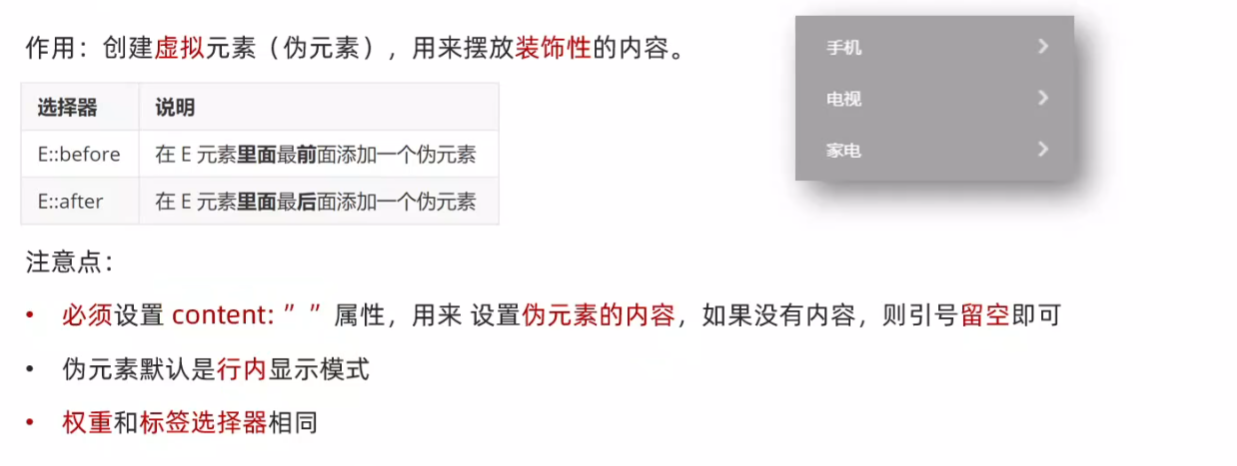 作用：创建虚拟元素（伪元素），用来摆放装饰性的内容。
选择器 说明
E::before 在 E 元素里面最前面添加一个伪元素
E::after 在 E 元素里面最后面添加一个伪元素
手机
电视
家电
注意点：
• 必须设置 content: ” ” 属性，用来 设置伪元素的内容，如果没有内容，则引号留空即可
• 伪元素默认是行内显示模式
• 权重和标签选择器相同